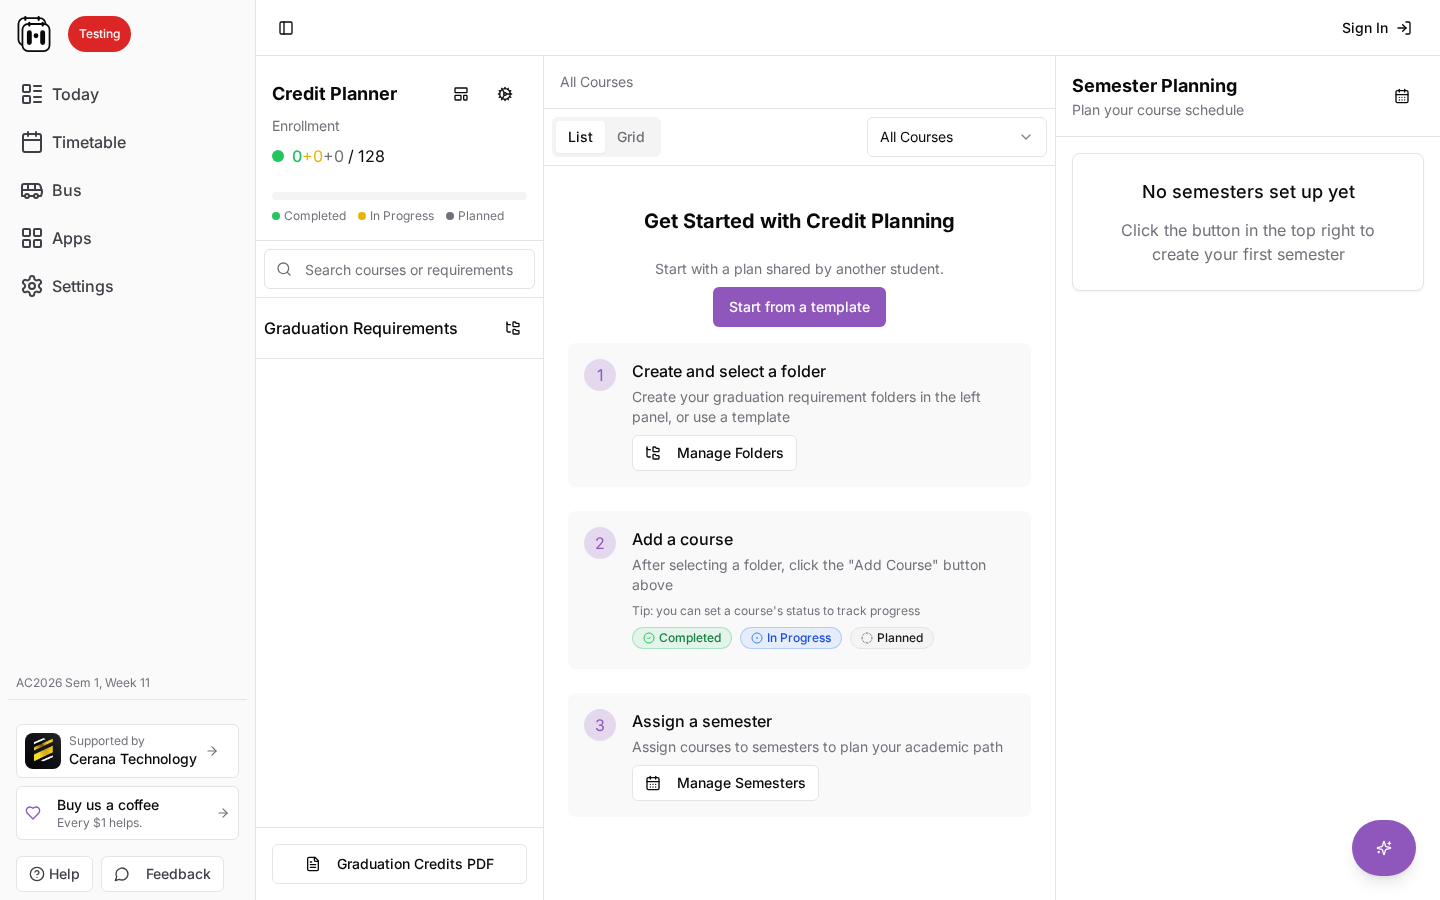 Testing
Today
Timetable
Bus
Apps
Settings
AC2026 Sem 1, Week 11
Supported by
Cerana Technology
Buy us a coffee
Every $1 helps.
Help
Feedback
Sign In
Credit Planner
Enrollment
0+0+0 / 128
Completed
In Progress
Planned
Search courses or requirements
Graduation Requirements
Graduation Credits PDF
All Courses
List
Grid
All Courses
Get Started with Credit Planning
Start with a plan shared by another student.
Start from a template
1
Create and select a folder
Create your graduation requirement folders in the left
panel, or use a template
Manage Folders
2
Add a course
After selecting a folder, click the "Add Course" button
above
Tip: you can set a course's status to track progress
Completed
In Progress
Planned
3
Assign a semester
Assign courses to semesters to plan your academic path
Manage Semesters
Semester Planning
Plan your course schedule
No semesters set up yet
Click the button in the top right to
create your first semester